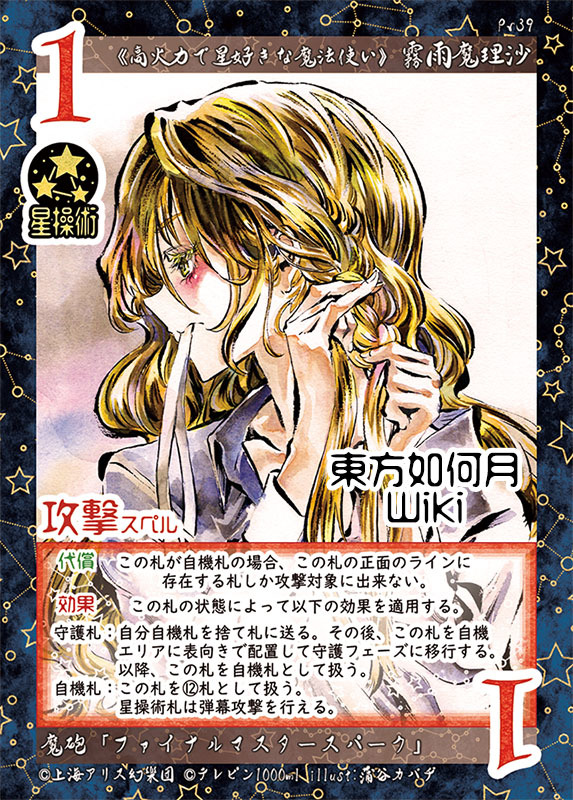 Pr39
1
《高火力で星好きな魔法使い》 霧雨魔理沙
星操術
東方如何月
Wiki
攻撃スペル
代償 この札が自機札の場合、この札の正面のラインに
存在する札しか攻撃対象に出来ない。
効果 この札の状態によって以下の効果を適用する。
守護札:自分自機札を捨て札に送る。その後、この札を自機
エリアに表向きで配置して守護フェーズに移行する。
以降、この札を自機札として扱う。
自機札:この札を⑫札として扱う。
星操術札は弾幕攻撃を行える。
1
魔砲「ファイナルマスタースパーク」
©上海アリス幻樂団 ©テレビン1000ml illust:蒲谷カバヂ